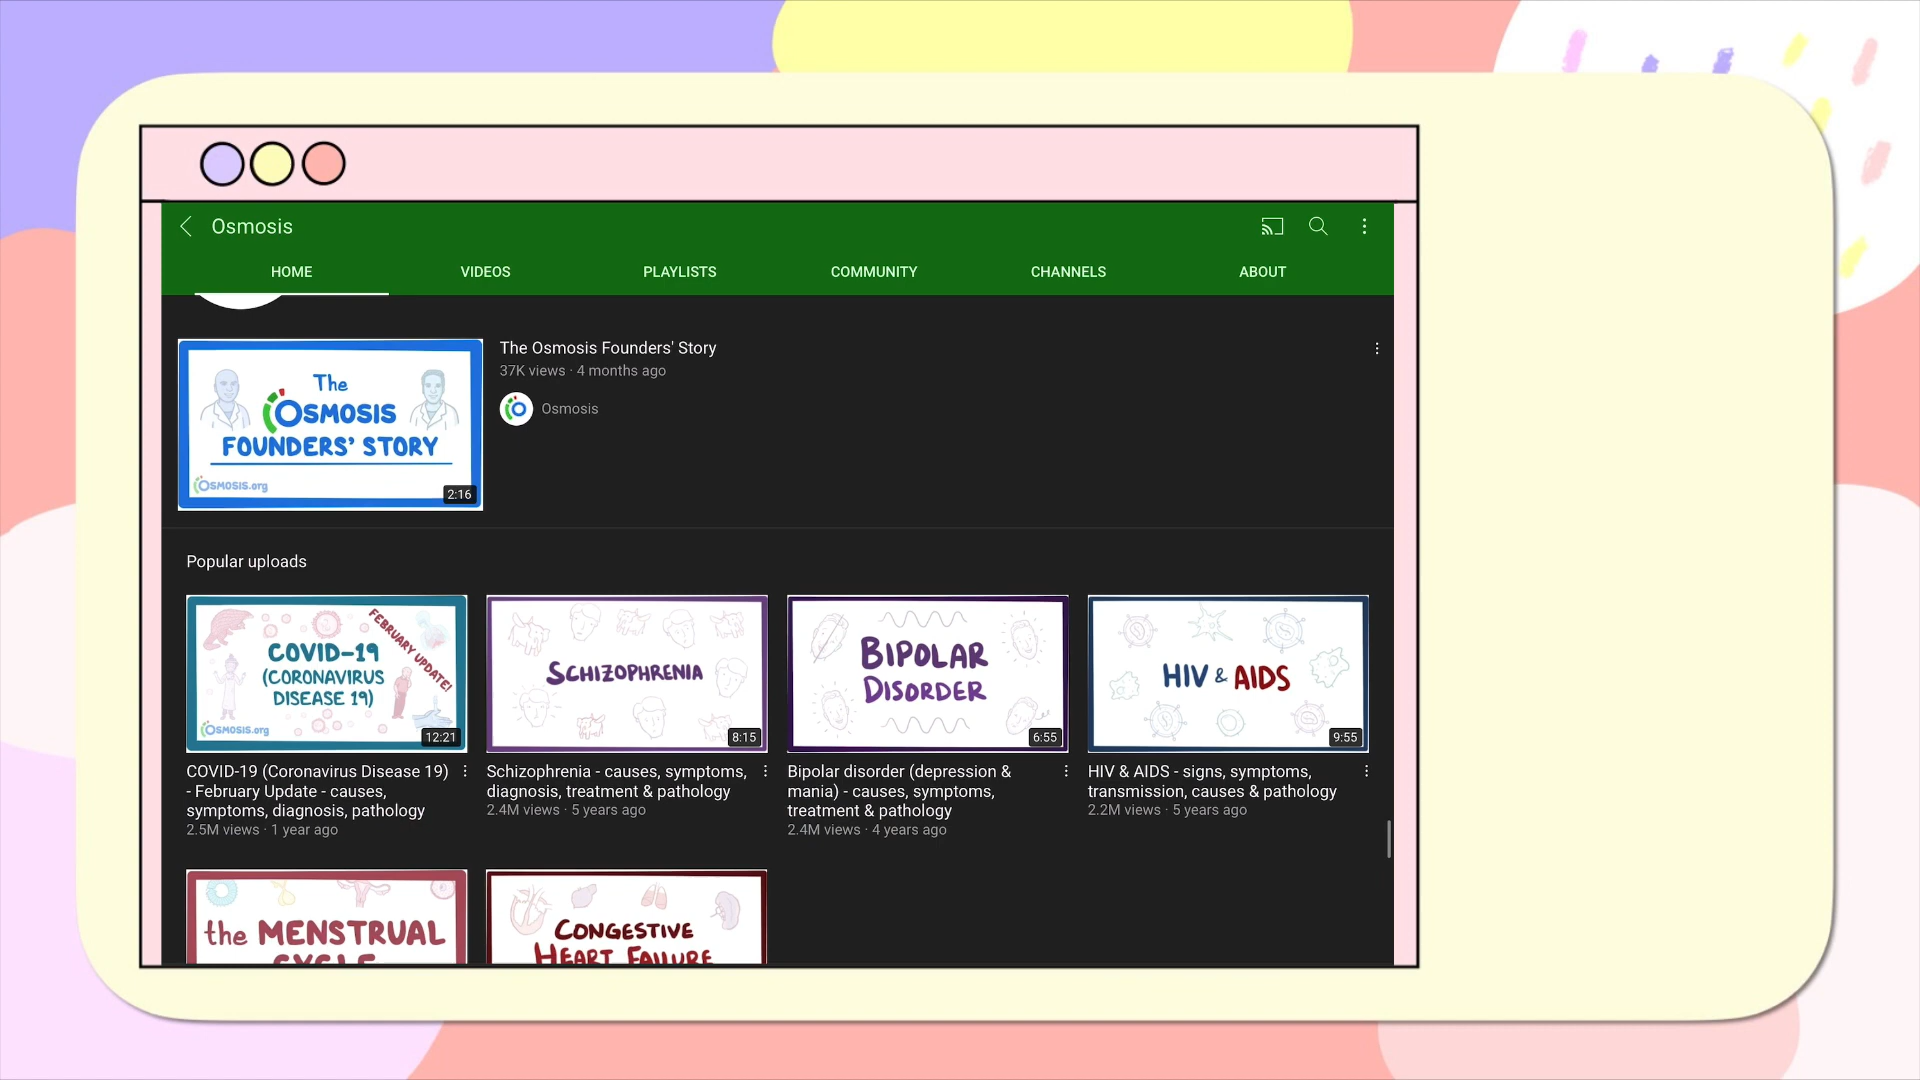 Osmosis
HOME VIDEOS PLAYLISTS COMMUNITY CHANNELS ABOUT
The
OSMOSIS
FOUNDERS' STORY
OSMOSIS.org
2:16
The Osmosis Founders' Story
37K views · 4 months ago
Osmosis
Popular uploads
COVID-19
(CORONAVIRUS
DISEASE 19)
FEBRUARY UPDATE!
OSMOSIS.org
12:21
COVID-19 (Coronavirus Disease 19)
- February Update - causes,
symptoms, diagnosis, pathology
2.5M views · 1 year ago
SCHIZOPHRENIA
8:15
Schizophrenia - causes, symptoms,
diagnosis, treatment & pathology
2.4M views · 5 years ago
BIPOLAR
DISORDER
6:55
Bipolar disorder (depression &
mania) - causes, symptoms,
treatment & pathology
2.4M views · 4 years ago
HIV & AIDS
9:55
HIV & AIDS - signs, symptoms,
transmission, causes & pathology
2.2M views · 5 years ago
the MENSTRUAL
CYCLE
CONGESTIVE
HEART FAILURE